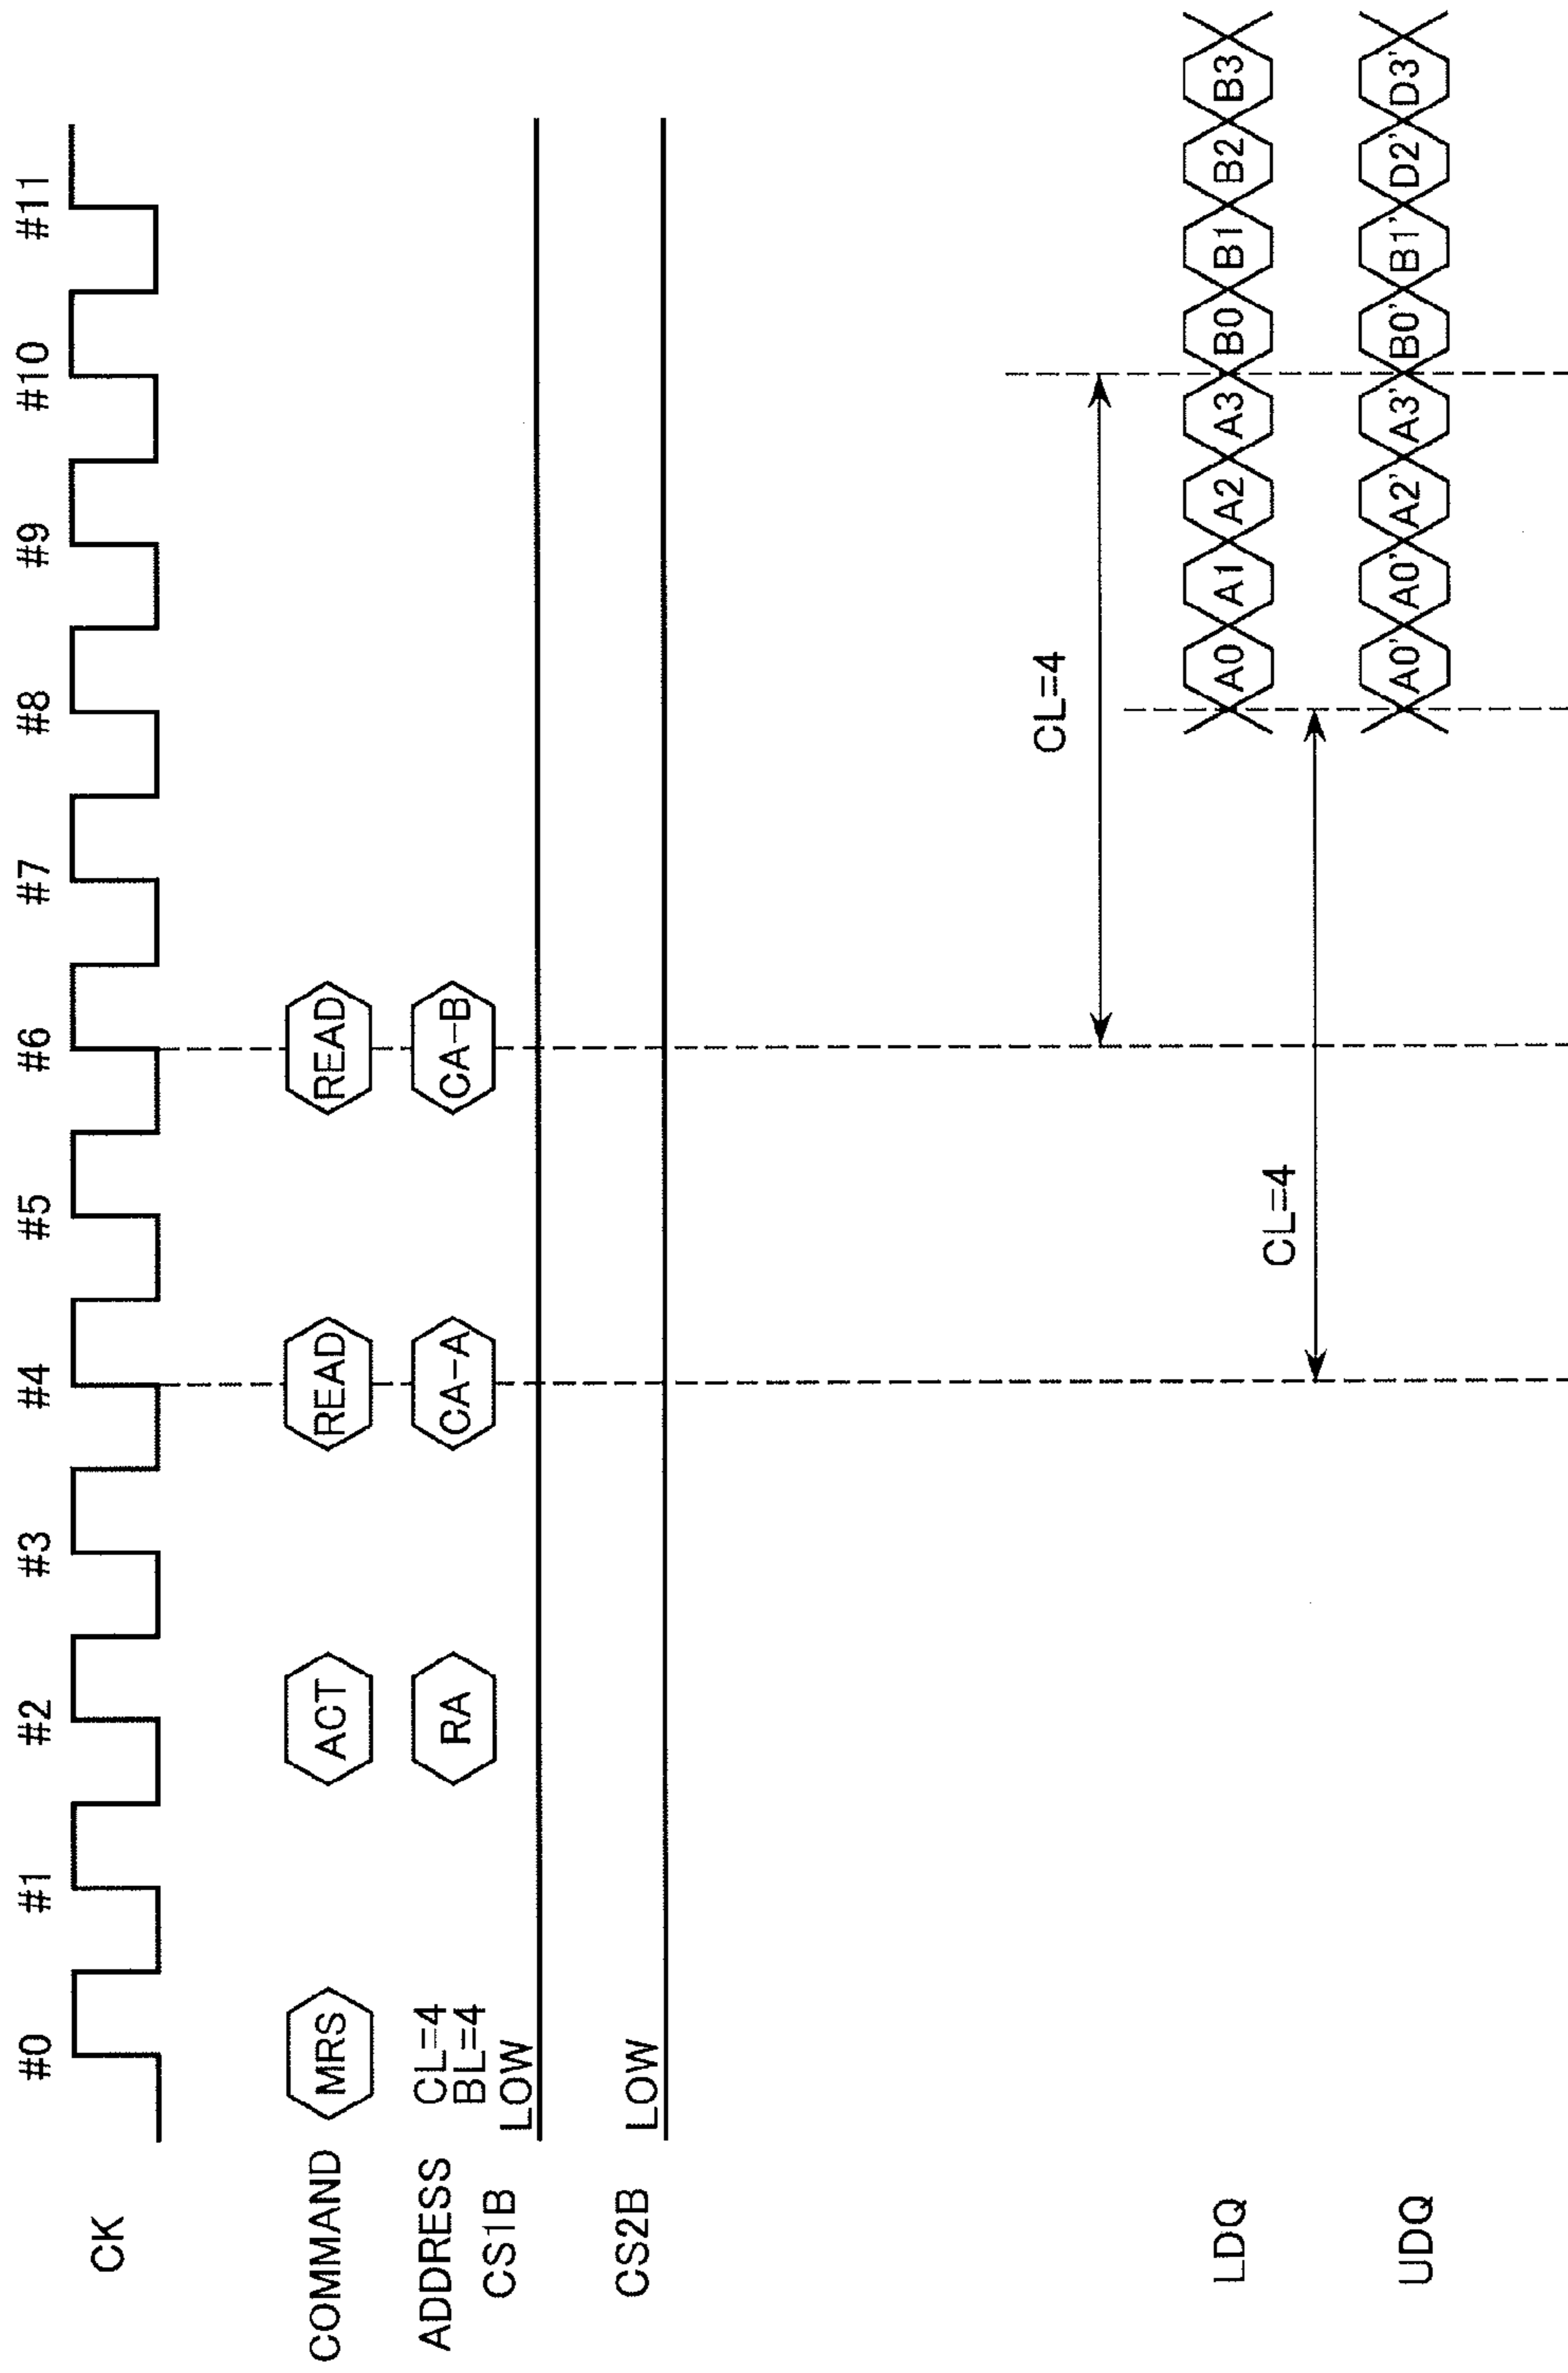 #0 #1 #2 #3 #4 #5 #6 #7 #8 #9 #10 #11
CK
COMMAND MRS ACT READ READ
ADDRESS CL=4 RA CA-A CA-B
BL=4
CS1B LOW
CS2B LOW
CL=4
LDQ A0 A1 A2 A3 B0 B1 B2 B3
CL=4
UDQ A0' A0' A2' A3' B0' B1' D2' D3'